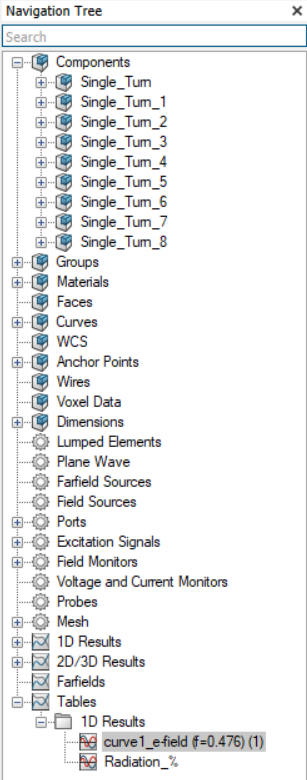 Navigation Tree
Search
Components
Single_Turn
Single_Turn_1
Single_Turn_2
Single_Turn_3
Single_Turn_4
Single_Turn_5
Single_Turn_6
Single_Turn_7
Single_Turn_8
Groups
Materials
Faces
Curves
WCS
Anchor Points
Wires
Voxel Data
Dimensions
Lumped Elements
Plane Wave
Farfield Sources
Field Sources
Ports
Excitation Signals
Field Monitors
Voltage and Current Monitors
Probes
Mesh
1D Results
2D/3D Results
Farfields
Tables
1D Results
curve1_e-field (f=0.476) (1)
Radiation_%